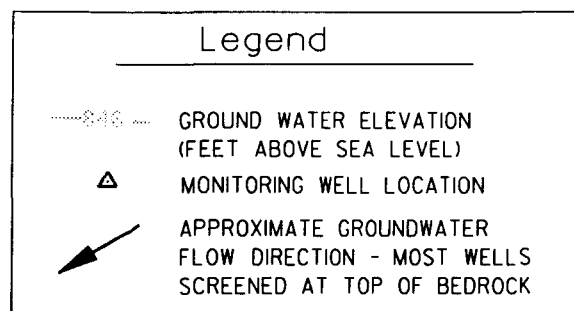 Legend
846 GROUND WATER ELEVATION
(FEET ABOVE SEA LEVEL)
MONITORING WELL LOCATION
APPROXIMATE GROUNDWATER
FLOW DIRECTION - MOST WELLS
SCREENED AT TOP OF BEDROCK